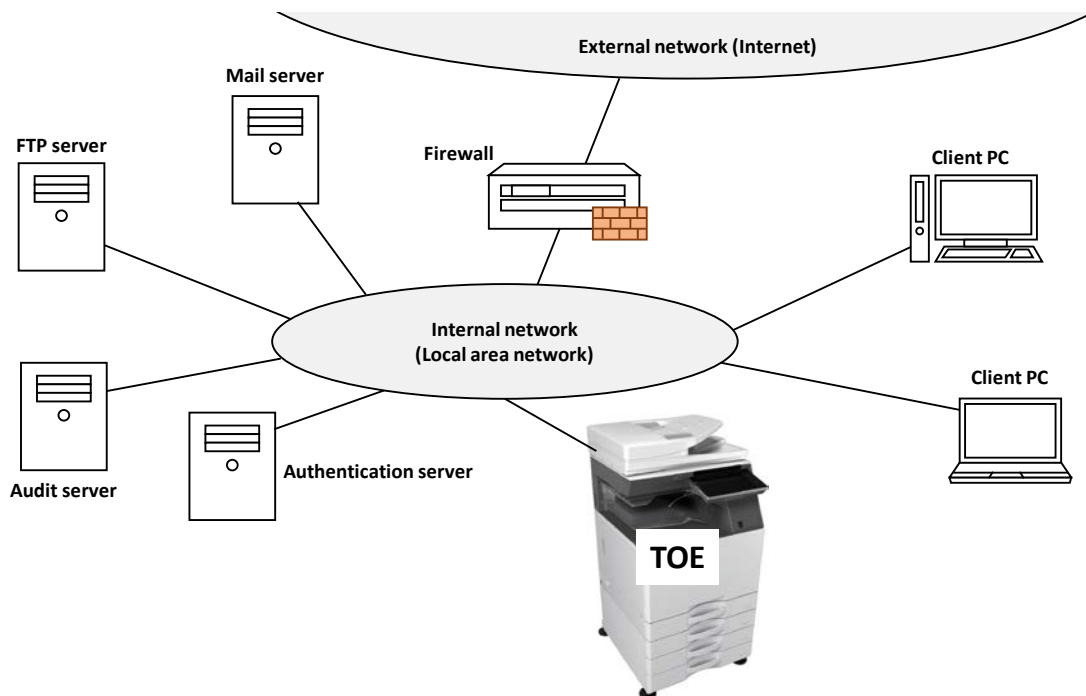 External network (Internet)
Mail server
FTP server
Firewall
Client PC
Internal network
(Local area network)
Client PC
Audit server
Authentication server
TOE